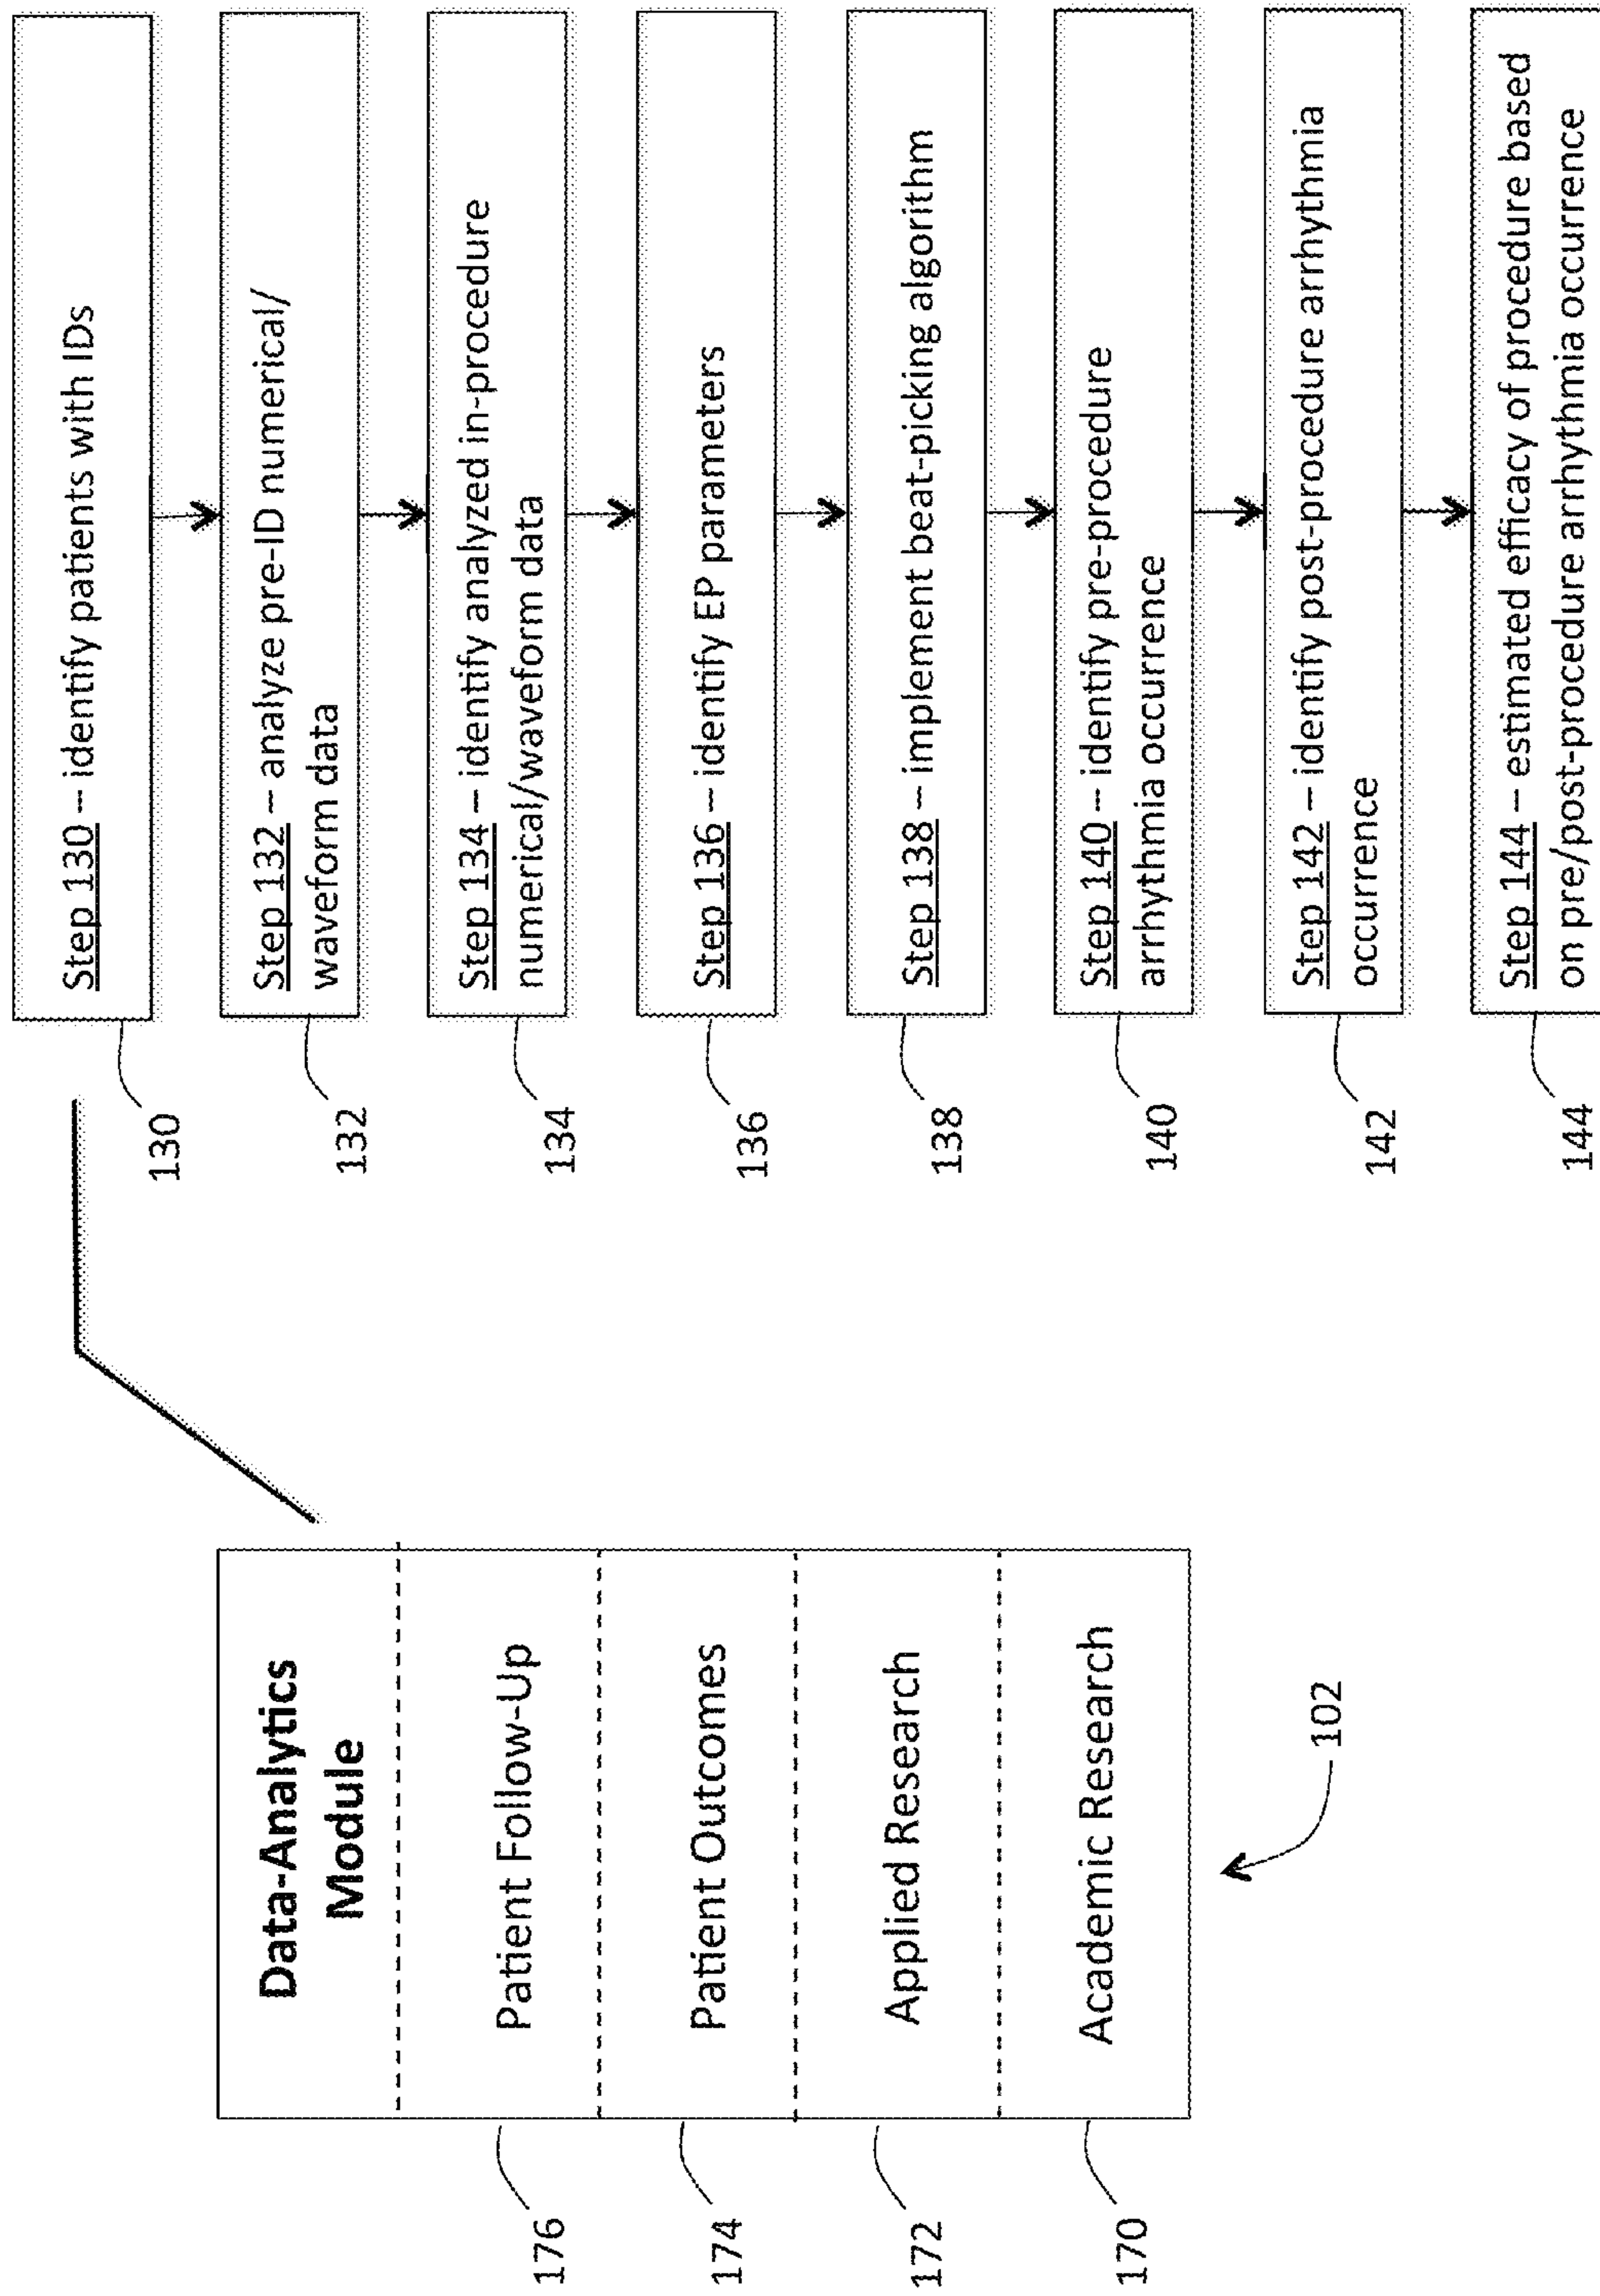 Data-Analytics
Module
Patient Follow-Up
Patient Outcomes
Applied Research
Academic Research
176
174
172
170
102
130
Step 130 – identify patients with IDs
132
Step 132 – analyze pre-ID numerical/
waveform data
134
Step 134 – identify analyzed in-procedure
numerical/waveform data
136
Step 136 – identify EP parameters
138
Step 138 – implement beat-picking algorithm
140
Step 140 – identify pre-procedure
arrhythmia occurrence
142
Step 142 – identify post-procedure arrhythmia
occurrence
144
Step 144 – estimated efficacy of procedure based
on pre/post-procedure arrhythmia occurrence